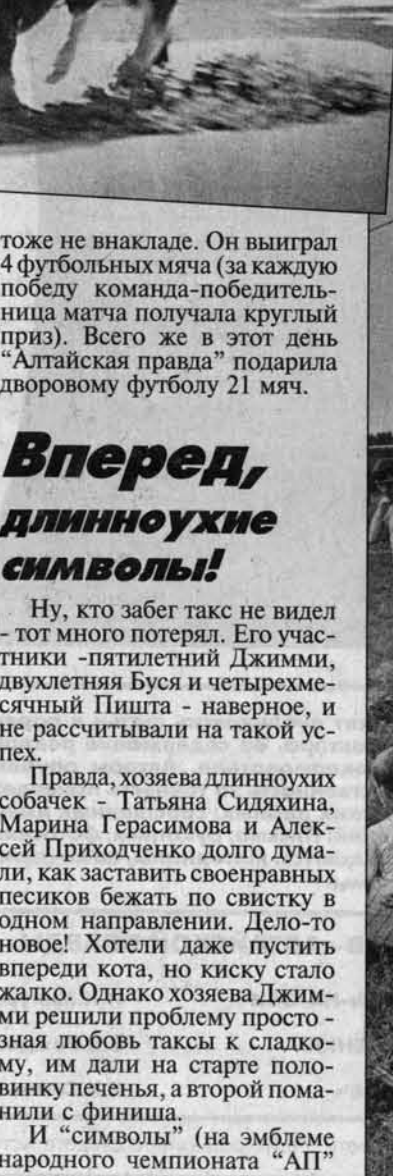 тоже не внакладе. Он выиграл
4 футбольных мяча (за каждую
победу команда-победитель-
ница матча получала круглый
приз). Всего же в этот день
"Алтайская правда" подарила
дворовому футболу 21 мяч.
Вперед,
длинноухие
символы!
Ну, кто забег такс не видел
- тот много потерял. Его учас-
тники -пятилетний Джимми,
двухлетняя Буся и четырехме-
сячный Пишта - наверное, и
не рассчитывали на такой ус-
пех.
Правда, хозяева длинноухих
собачек - Татьяна Сидяхина,
Марина Герасимова и Алек-
сей Приходченко долго дума-
ли, как заставить своенравных
песиков бежать по свистку в
одном направлении. Дело-то
новое! Хотели даже пустить
впереди кота, но киску стало
жалко. Однако хозяева Джим-
ми решили проблему просто -
зная любовь таксы к сладко-
му, им дали на старте поло-
винку печенья, а второй пома-
нили с финиша.
И "символы" (на эмблеме
народного чемпионата "АП"